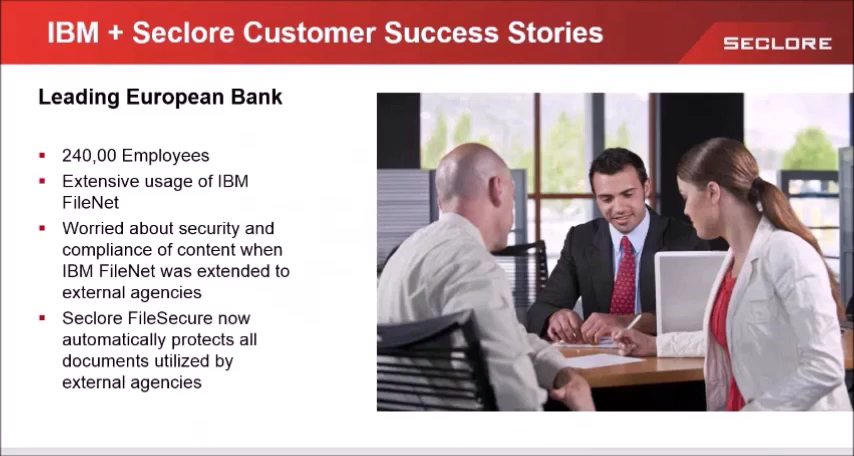 IBM + Seclore Customer Success Stories
SECLORE
Leading European Bank
240,00 Employees
Extensive usage of IBM
FileNet
Worried about security and
compliance of content when
IBM FileNet was extended to
external agencies
Seclore FileSecure now
automatically protects all
documents utilized by
external agencies